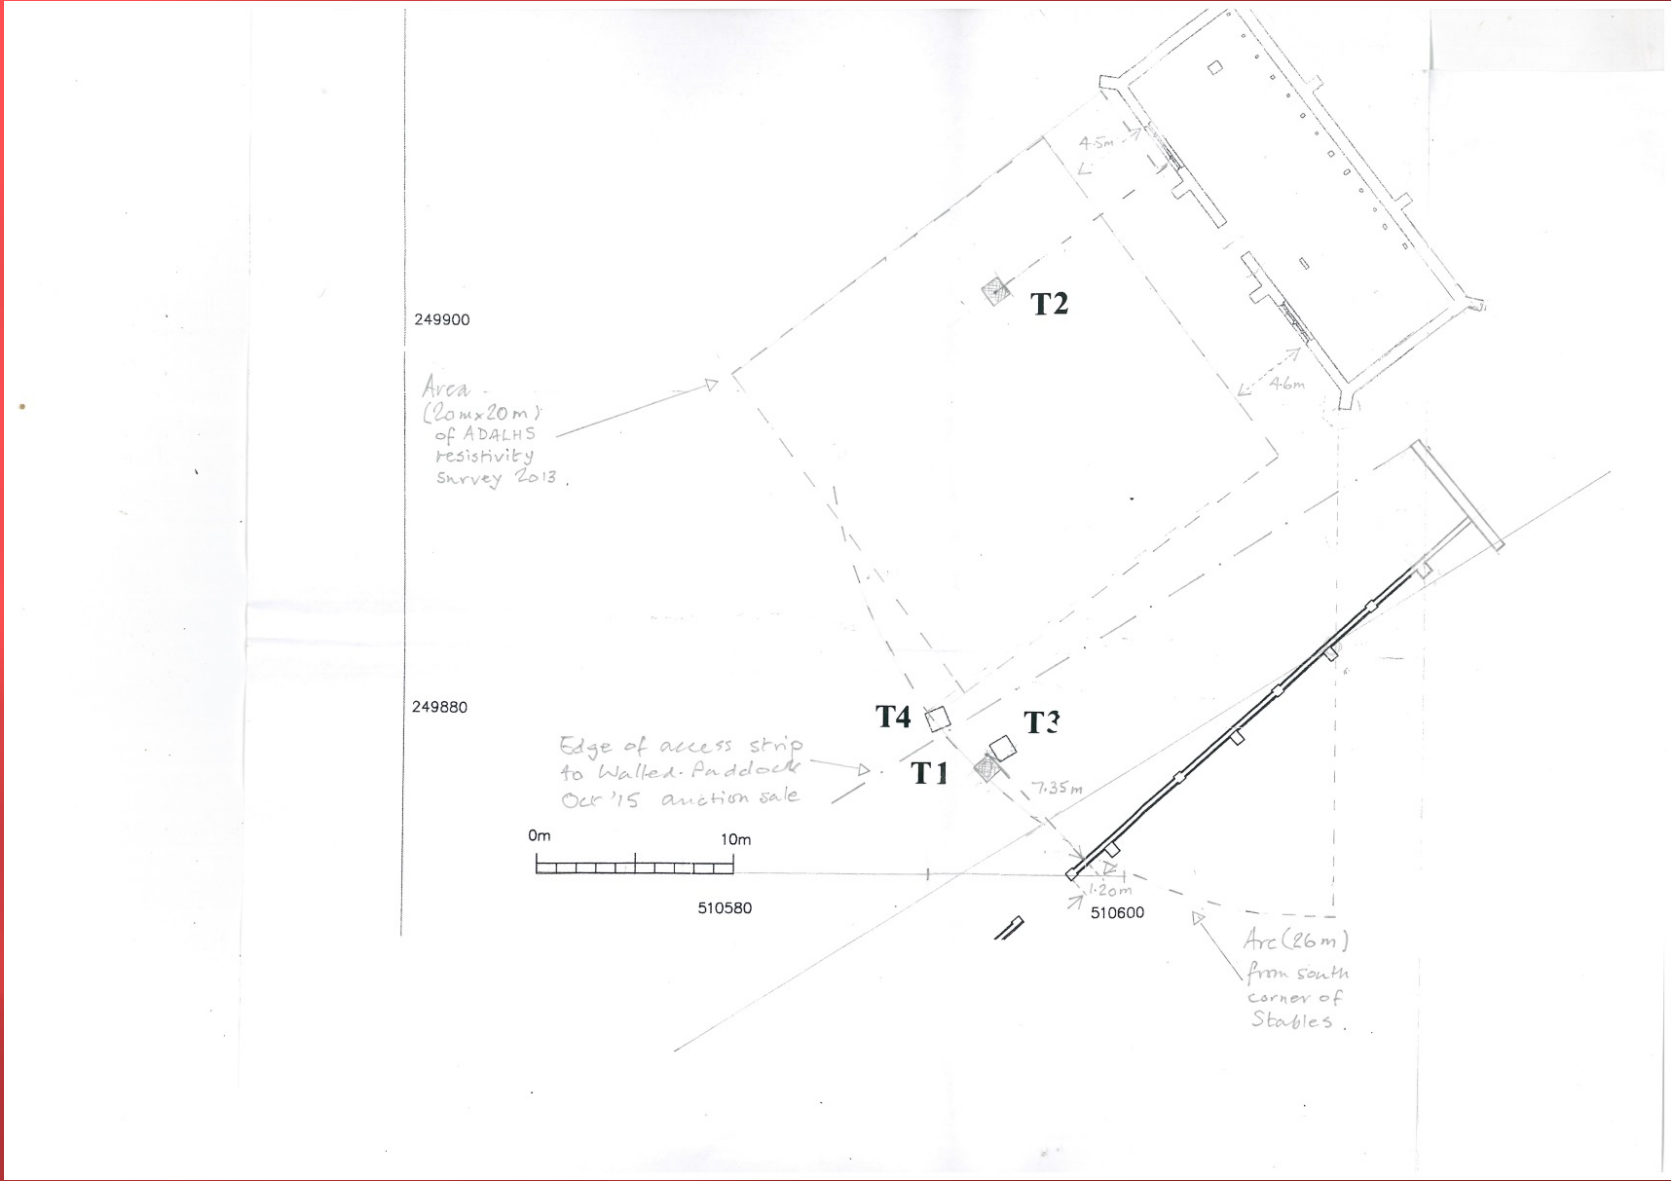 4.5m
T2
249900
4.6m
Area
(20m×20m)
of ADALHS
resistivity
survey 2013.
249880
T4
T3
Edge of access strip
to Walled Paddock
Oct '15 auction sale
T1
7.35m
0m
10m
1.20m
510580
510600
Arc (26m)
from south
corner of
Stables.